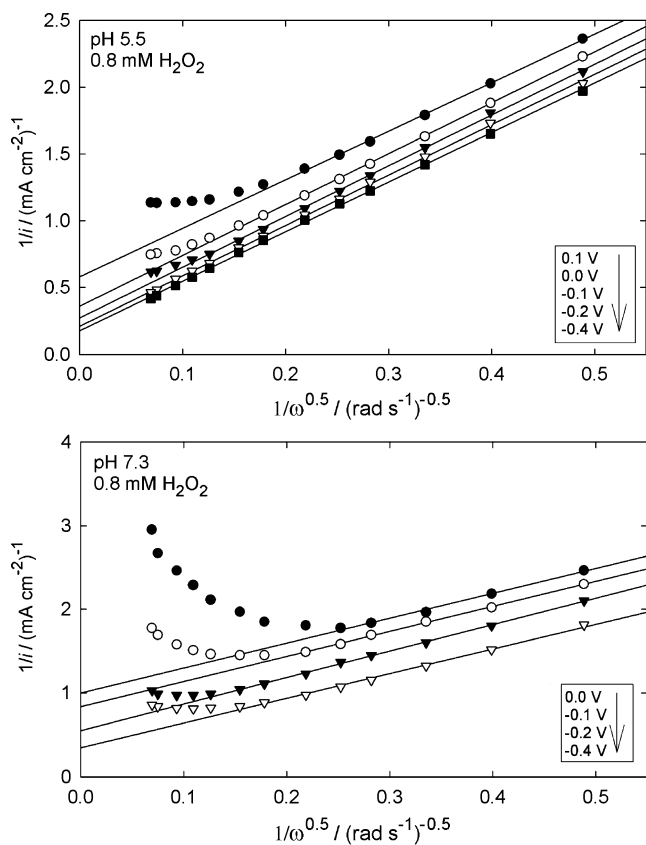 pH 5.5
0.8 mM H₂O₂
1/i / (mA cm⁻²)⁻¹
2.5
2.0
1.5
1.0
0.5
0.0
0.1 V
0.0 V
-0.1 V
-0.2 V
-0.4 V
0.0 0.1 0.2 0.3 0.4 0.5
1/ω⁰·⁵ / (rad s⁻¹)⁻⁰·⁵
pH 7.3
0.8 mM H₂O₂
1/i / (mA cm⁻²)⁻¹
4
3
2
1
0
0.0 V
-0.1 V
-0.2 V
-0.4 V
0.0 0.1 0.2 0.3 0.4 0.5
1/ω⁰·⁵ / (rad s⁻¹)⁻⁰·⁵